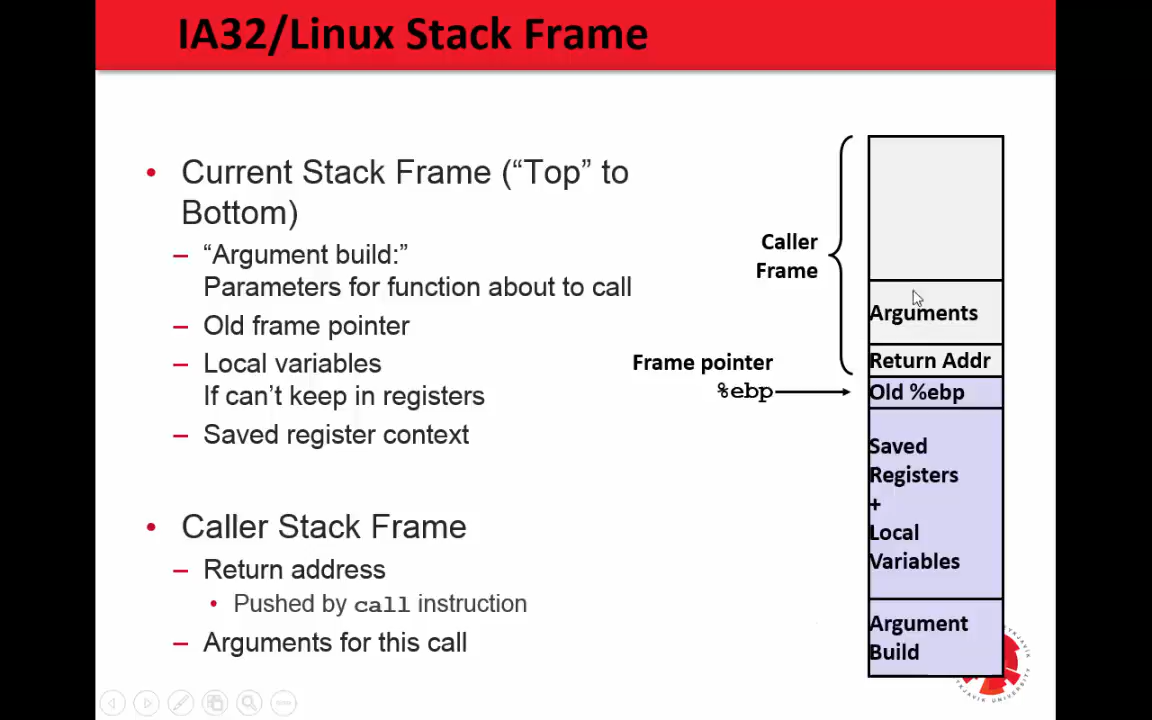 IA32/Linux Stack Frame
• Current Stack Frame (“Top” to
Bottom)
– “Argument build:”
Parameters for function about to call
– Old frame pointer
– Local variables
If can’t keep in registers
– Saved register context
• Caller Stack Frame
– Return address
• Pushed by call instruction
– Arguments for this call
Caller
Frame
Frame pointer
%ebp
Arguments
Return Addr
Old %ebp
Saved
Registers
+
Local
Variables
Argument
Build